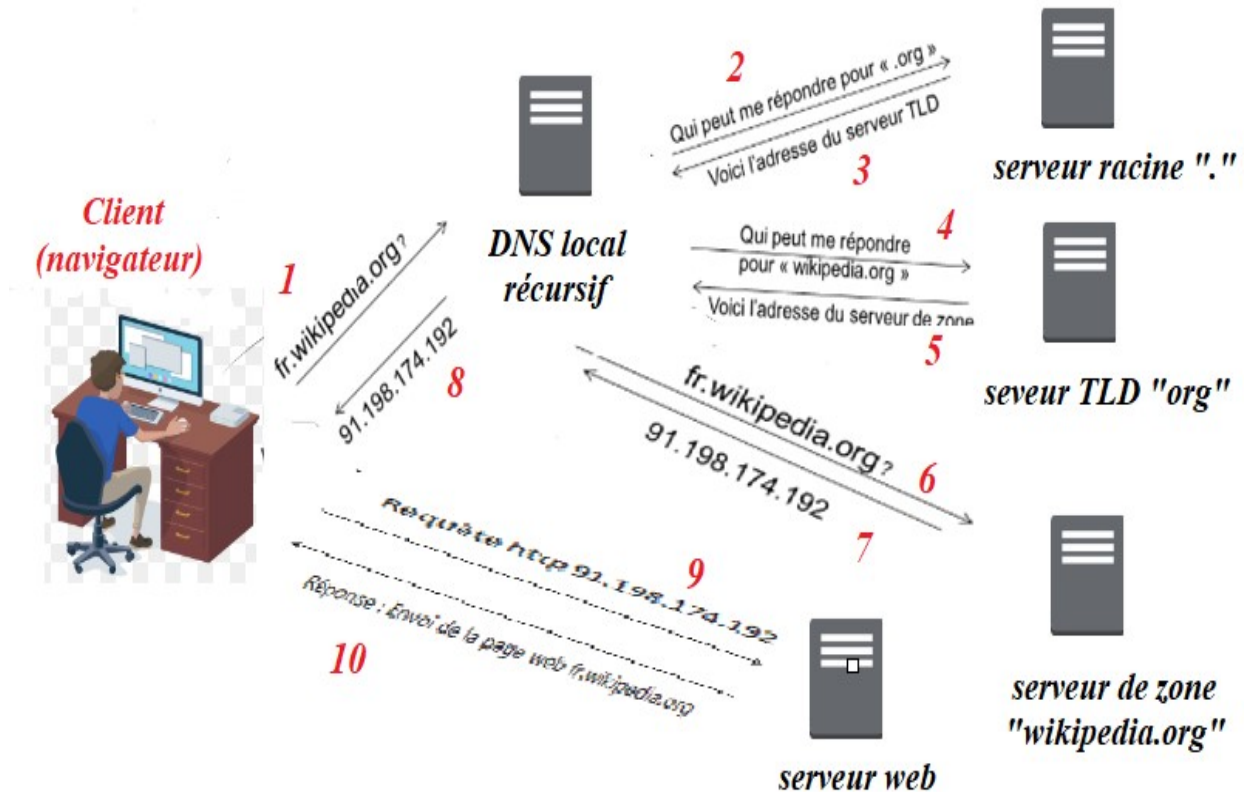 2
Qui peut me répondre pour « .org »
Voici l'adresse du serveur TLD
3
serveur racine "."
Client
(navigateur)
1
fr.wikipedia.org ?
DNS local
récursif
4
Qui peut me répondre
pour « wikipedia.org »
Voici l'adresse du serveur de zone
5
seveur TLD "org"
8
91.198.174.192
fr.wikipedia.org ?
91.198.174.192
6
7
Requête http 91.198.174.192
9
Réponse : Envoi de la page web fr.wikipedia.org
10
serveur web
serveur de zone
"wikipedia.org"